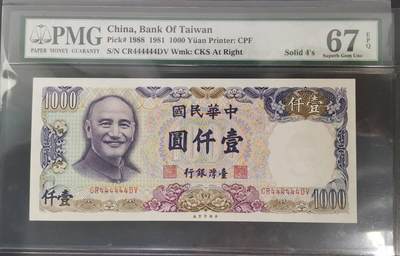 PMG
PAPER MONEY GUARANTY
China, Bank Of Taiwan
Pick# 1988 1981 1000 Yüan Printer: CPF
S/N CR444444DV Wmk: CKS At Right
Solid 4's
67 EPQ
Superb Gem Unc
1000
中華民國
仟壹
壹仟圓
臺灣銀行
CR444444DV
CR444444DV
仟壹
1000